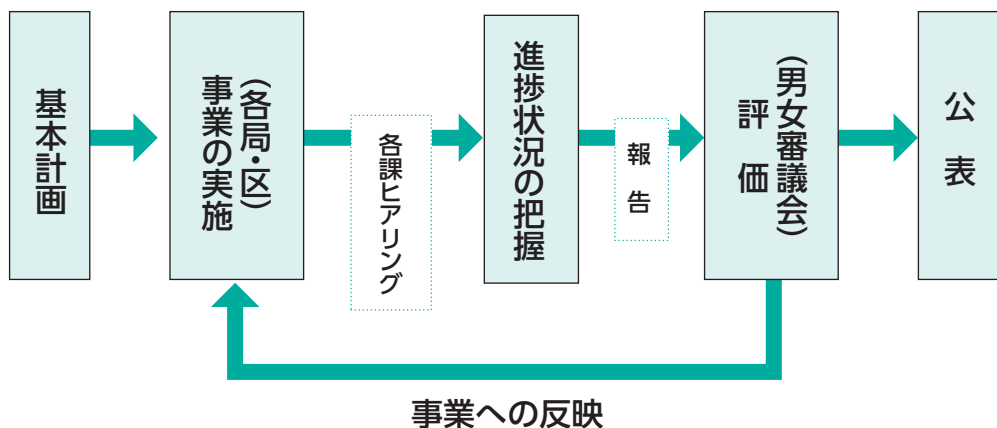 基本計画
事業の実施
(各局・区)
各課ヒアリング
進捗状況の把握
報告
評価
(男女審議会)
公表
事業への反映